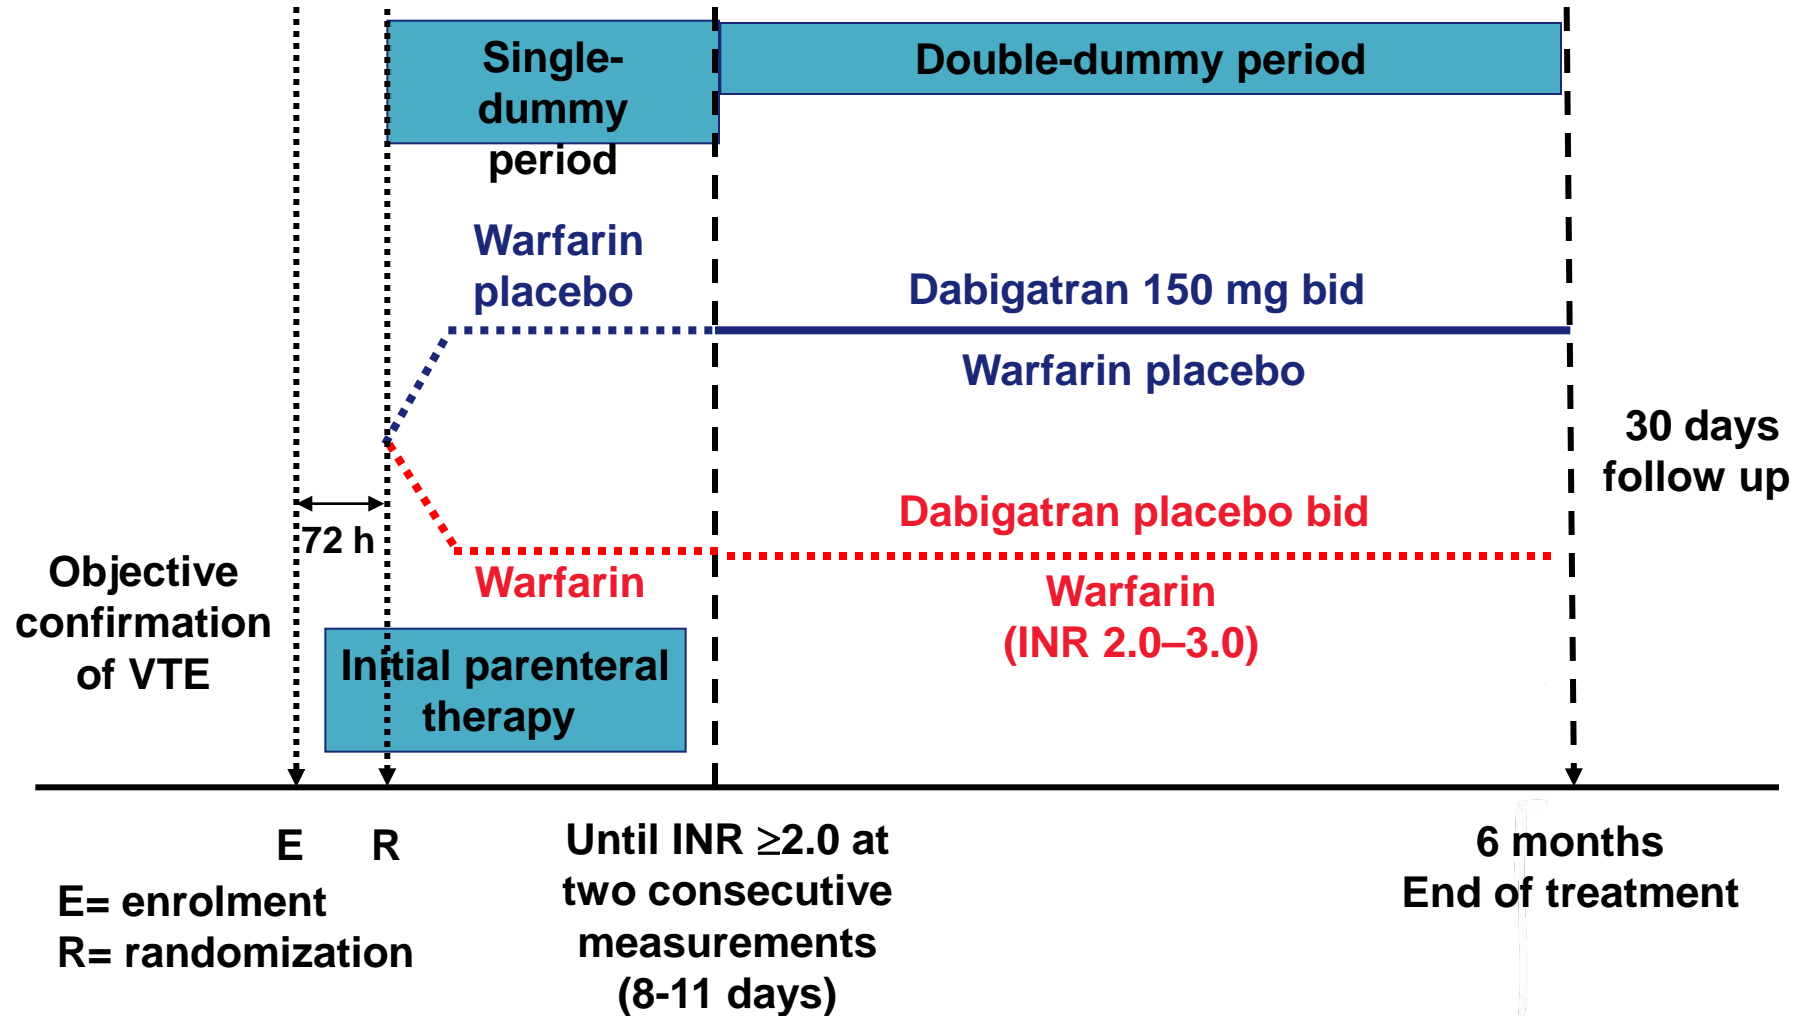 Single-
dummy
period
Double-dummy period
Warfarin
placebo
Dabigatran 150 mg bid
Warfarin placebo
30 days
follow up
72 h
Dabigatran placebo bid
Warfarin
Warfarin
(INR 2.0–3.0)
Objective
confirmation
of VTE
Initial parenteral
therapy
E
R
E= enrolment
R= randomization
Until INR ≥2.0 at
two consecutive
measurements
(8-11 days)
6 months
End of treatment